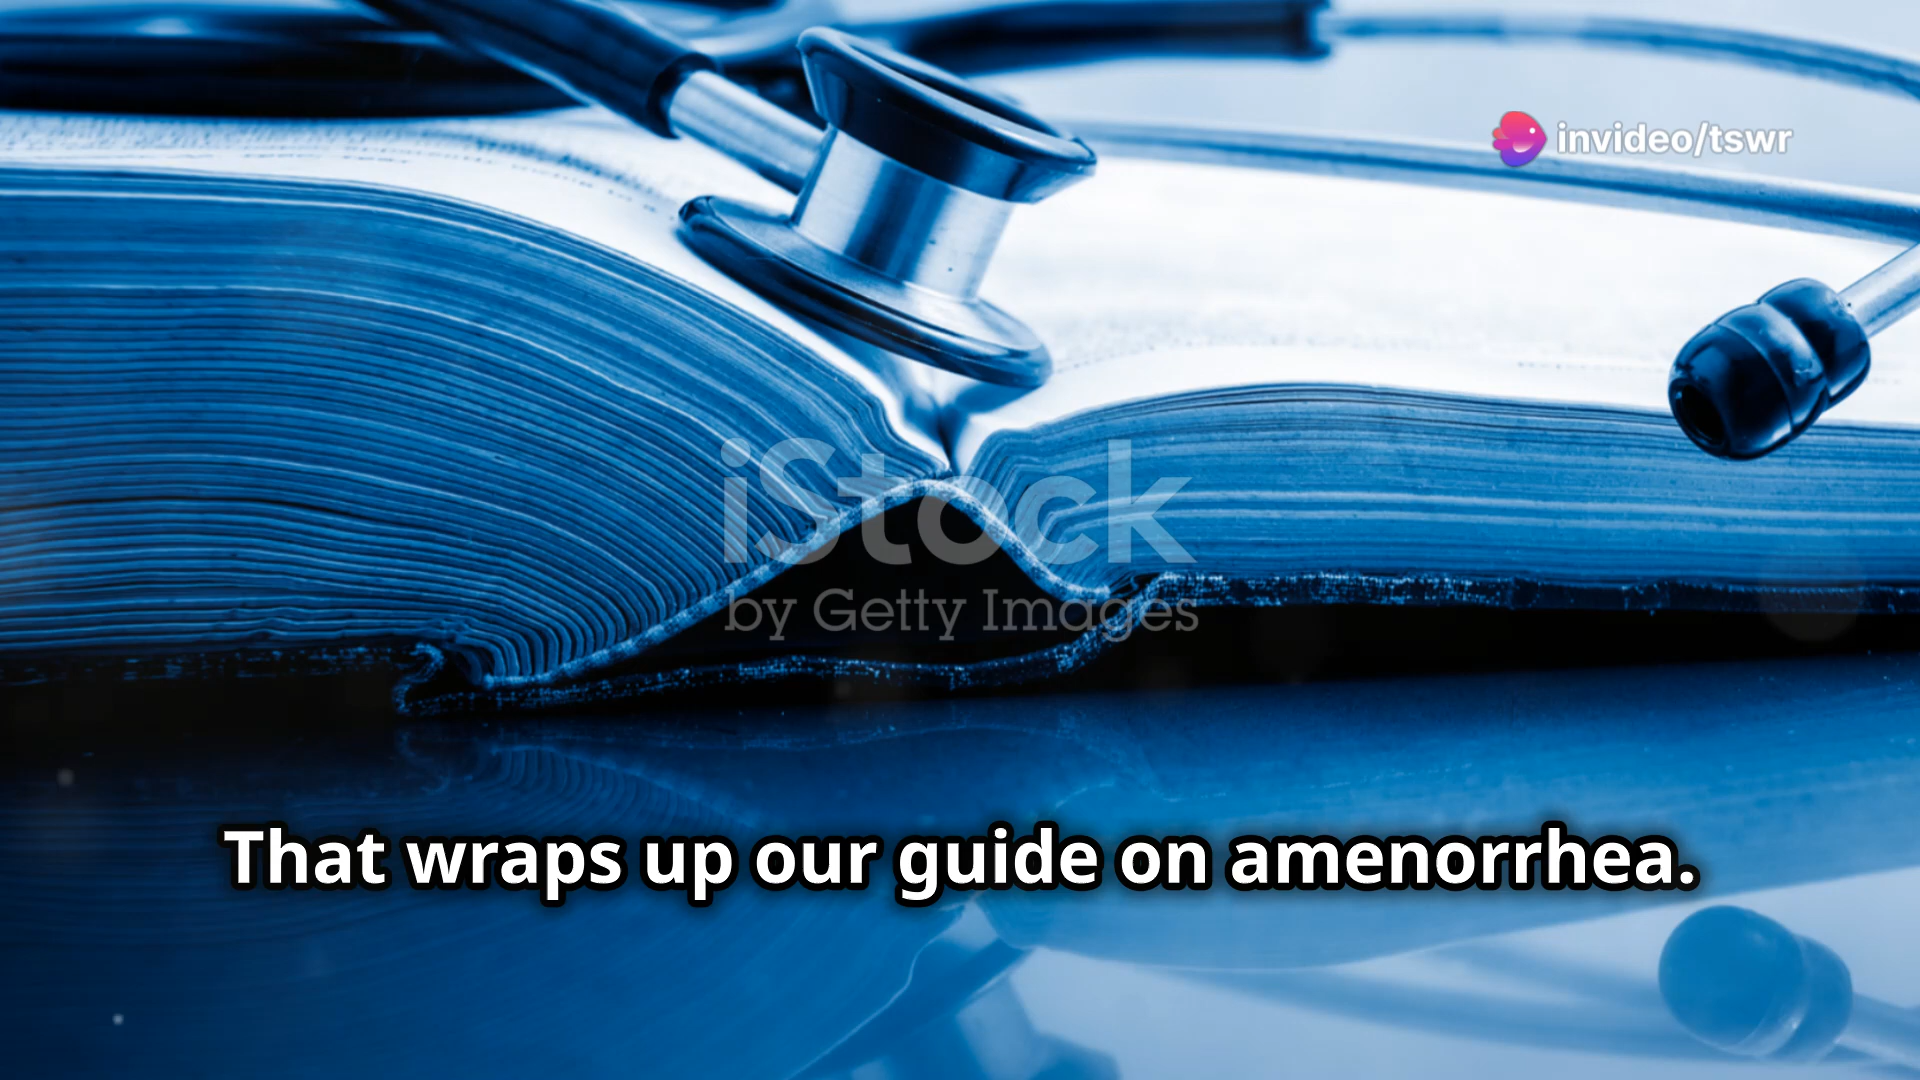 invideo/tswr
iStock
by Getty Images
That wraps up our guide on amenorrhea.